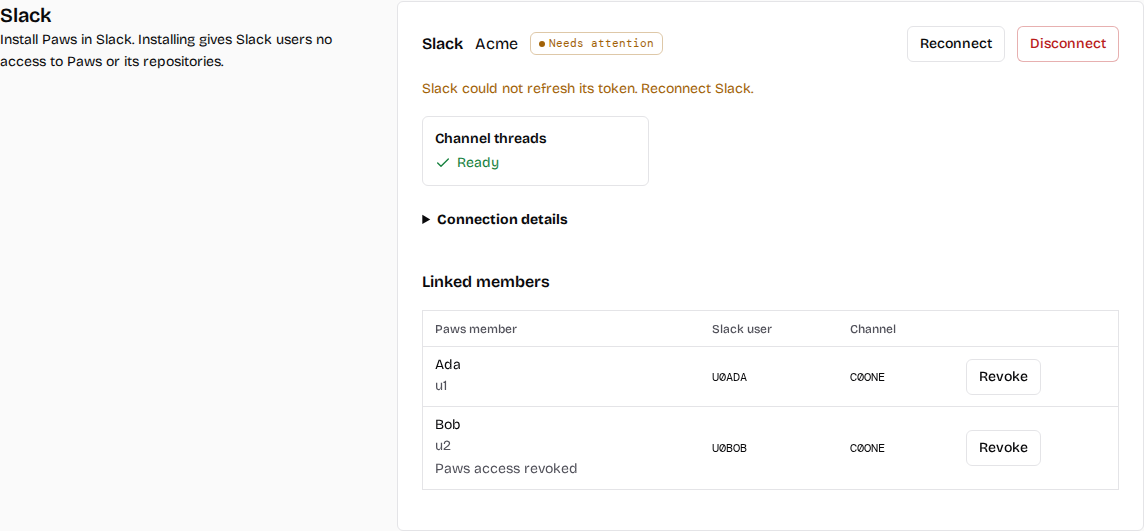 Slack
Install Paws in Slack. Installing gives Slack users no
access to Paws or its repositories.
Slack Acme Needs attention Reconnect Disconnect
Slack could not refresh its token. Reconnect Slack.
Channel threads
Ready
Connection details
Linked members
Paws member Slack user Channel
Ada
u1
U0ADA C0ONE Revoke
Bob
u2
Paws access revoked
U0BOB C0ONE Revoke